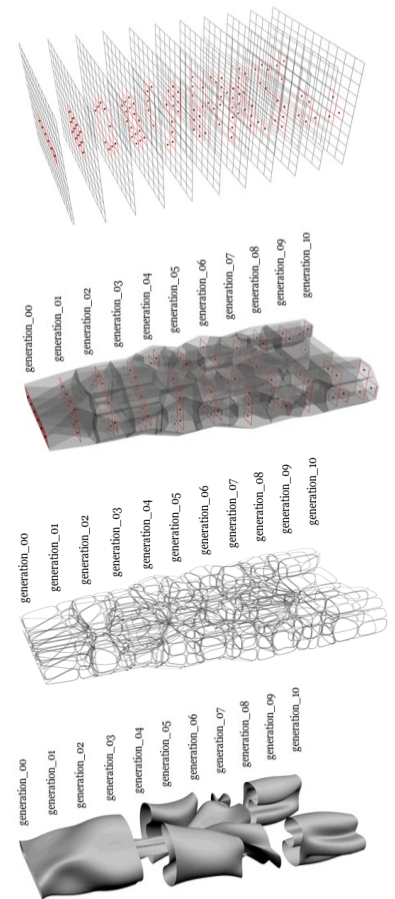 generation_00
generation_01
generation_02
generation_03
generation_04
generation_05
generation_06
generation_07
generation_08
generation_09
generation_10
generation_00
generation_01
generation_02
generation_03
generation_04
generation_05
generation_06
generation_07
generation_08
generation_09
generation_10
generation_00
generation_01
generation_02
generation_03
generation_04
generation_05
generation_06
generation_07
generation_08
generation_09
generation_10